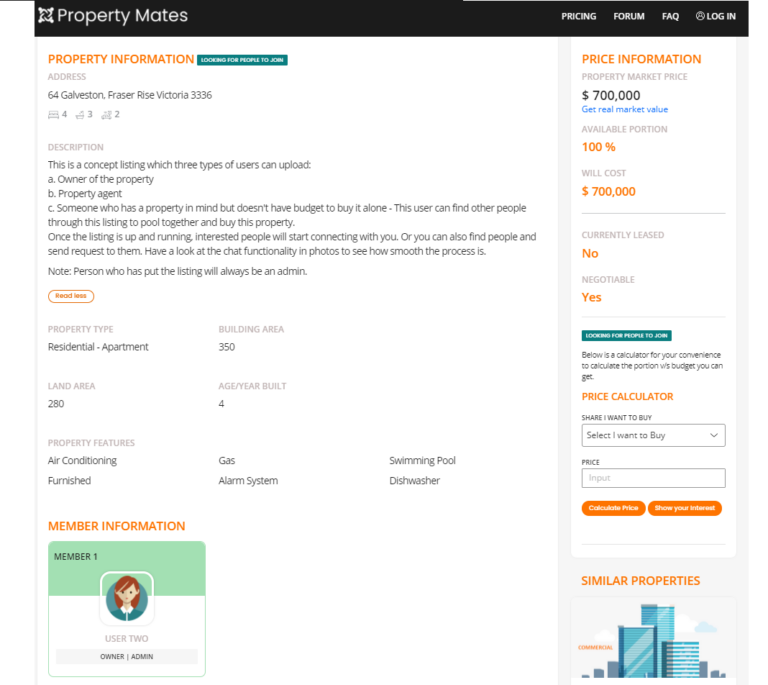 Property Mates
PRICING FORUM FAQ LOG IN
PROPERTY INFORMATION LOOKING FOR PEOPLE TO JOIN
ADDRESS
64 Galveston, Fraser Rise Victoria 3336
4 3 2
DESCRIPTION
This is a concept listing which three types of users can upload:
a. Owner of the property
b. Property agent
c. Someone who has a property in mind but doesn't have budget to buy it alone - This user can find other people
through this listing to pool together and buy this property.
Once the listing is up and running, interested people will start connecting with you. Or you can also find people and
send request to them. Have a look at the chat functionality in photos to see how smooth the process is.
Note: Person who has put the listing will always be an admin.
Read less
PROPERTY TYPE BUILDING AREA
Residential - Apartment 350
LAND AREA AGE/YEAR BUILT
280 4
PROPERTY FEATURES
Air Conditioning Gas Swimming Pool
Furnished Alarm System Dishwasher
MEMBER INFORMATION
MEMBER 1
USER TWO
OWNER | ADMIN
PRICE INFORMATION
PROPERTY MARKET PRICE
$ 700,000
Get real market value
AVAILABLE PORTION
100 %
WILL COST
$ 700,000
CURRENTLY LEASED
No
NEGOTIABLE
Yes
LOOKING FOR PEOPLE TO JOIN
Below is a calculator for your convenience
to calculate the portion v/s budget you can
get.
PRICE CALCULATOR
SHARE I WANT TO BUY
Select I want to Buy
PRICE
Input
Calculate Price Show your Interest
SIMILAR PROPERTIES
COMMERCIAL